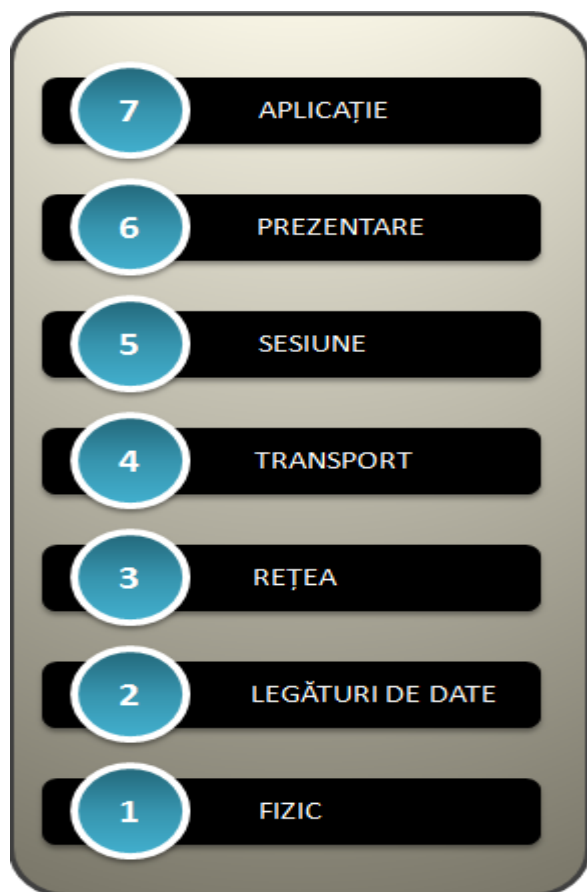 7 APLICAȚIE
6 PREZENTARE
5 SESIUNE
4 TRANSPORT
3 REȚEA
2 LEGĂTURI DE DATE
1 FIZIC